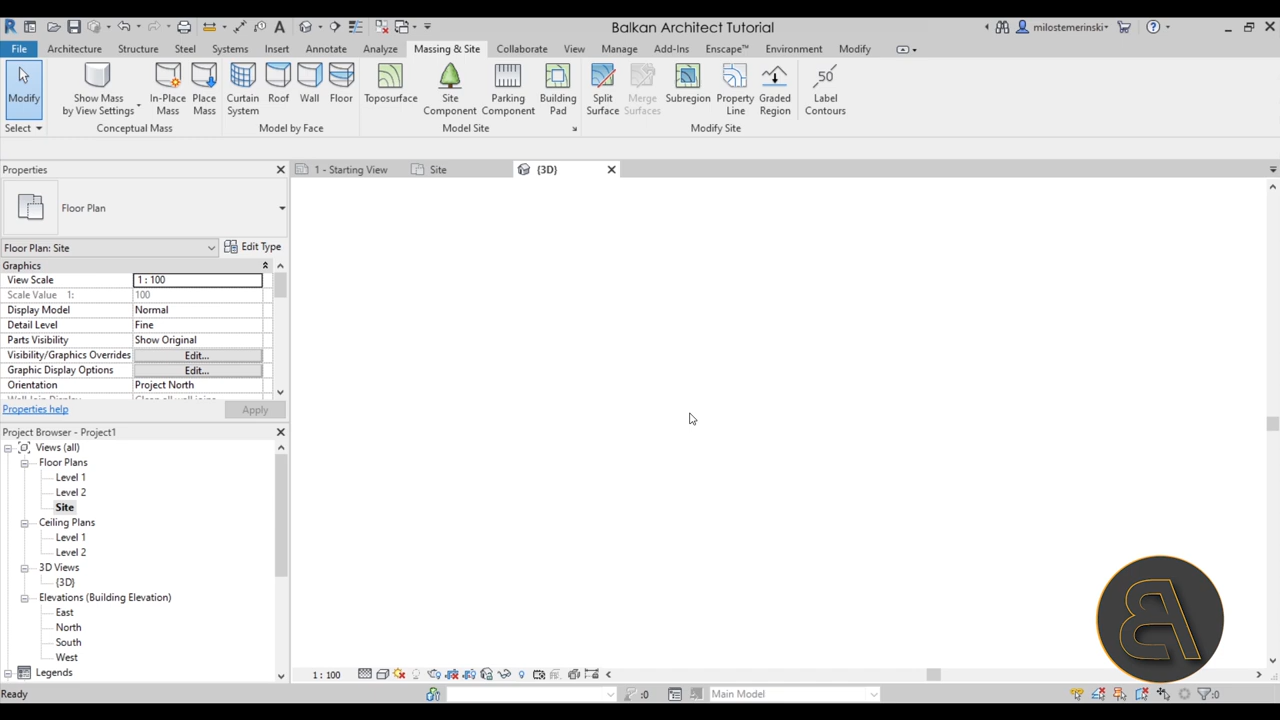 Balkan Architect Tutorial
milostemerinski
File Architecture Structure Steel Systems Insert Annotate Analyze Massing & Site Collaborate View Manage Add-Ins Enscape™ Environment Modify
Modify
Show Mass
by View Settings
In-Place
Mass
Place
Mass
Curtain
System
Roof
Wall
Floor
Toposurface
Site
Component
Parking
Component
Building
Pad
Split
Surface
Merge
Surfaces
Subregion
Property
Line
Graded
Region
50
Label
Contours
Select
Conceptual Mass
Model by Face
Model Site
Modify Site
Properties
1 - Starting View
Site
{3D}
Floor Plan
Floor Plan: Site
Edit Type
Graphics
View Scale 1 : 100
Scale Value 1: 100
Display Model Normal
Detail Level Fine
Parts Visibility Show Original
Visibility/Graphics Overrides Edit...
Graphic Display Options Edit...
Orientation Project North
Properties help
Apply
Project Browser - Project1
Views (all)
Floor Plans
Level 1
Level 2
Site
Ceiling Plans
Level 1
Level 2
3D Views
{3D}
Elevations (Building Elevation)
East
North
South
West
Legends
1 : 100
Ready
:0
Main Model
:0